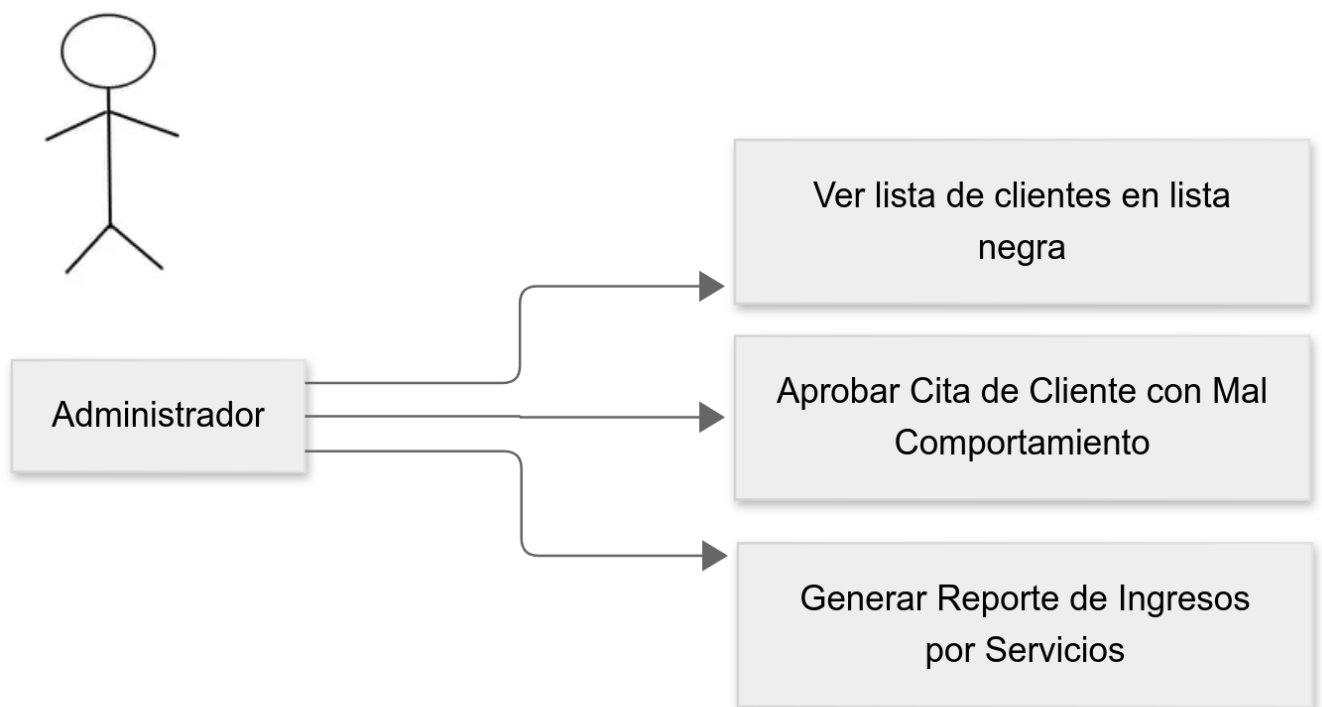 Ver lista de clientes en lista
negra
Administrador
Aprobar Cita de Cliente con Mal
Comportamiento
Generar Reporte de Ingresos
por Servicios